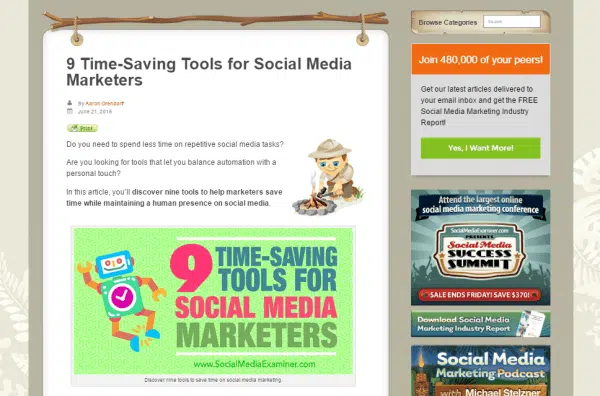 9 Time-Saving Tools for Social Media
Marketers
By Aaron Orendorff
June 21, 2016
Print
Do you need to spend less time on repetitive social media tasks?
Are you looking for tools that let you balance automation with a
personal touch?
In this article, you'll discover nine tools to help marketers save
time while maintaining a human presence on social media.
9 TIME-SAVING
TOOLS FOR
SOCIAL MEDIA
MARKETERS
www.SocialMediaExaminer.com
Discover nine tools to save time on social media marketing.
Browse Categories
Search
Join 480,000 of your peers!
Get our latest articles delivered to
your email inbox and get the FREE
Social Media Marketing Industry
Report!
Yes, I Want More!
Attend the largest online
social media marketing conference
SocialMediaExaminer.com
PRESENTS
Social Media
SUCCESS
SUMMIT
SALE ENDS FRIDAY! SAVE $370!
Download Social Media
Marketing Industry Report
Social Media
Marketing Podcast
with Michael Stelzner